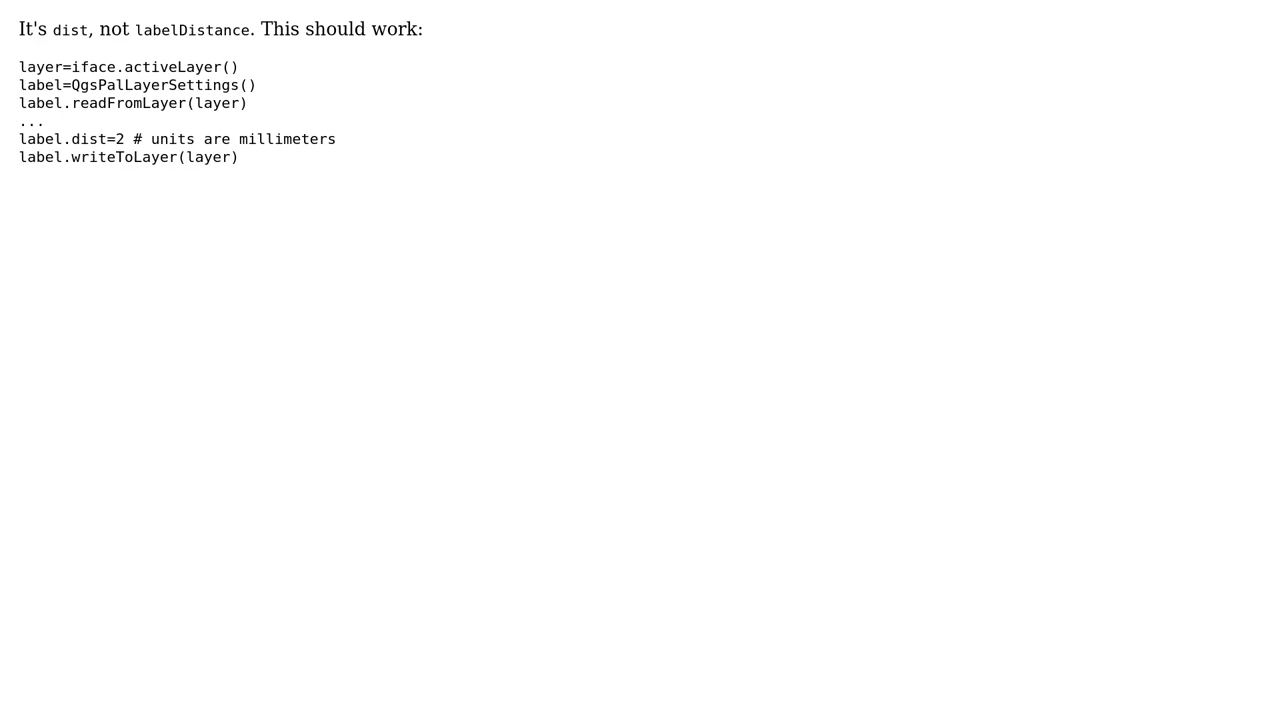 It's dist, not labelDistance. This should work:
layer=iface.activeLayer()
label=QgsPalLayerSettings()
label.readFromLayer(layer)
...
label.dist=2 # units are millimeters
label.writeToLayer(layer)